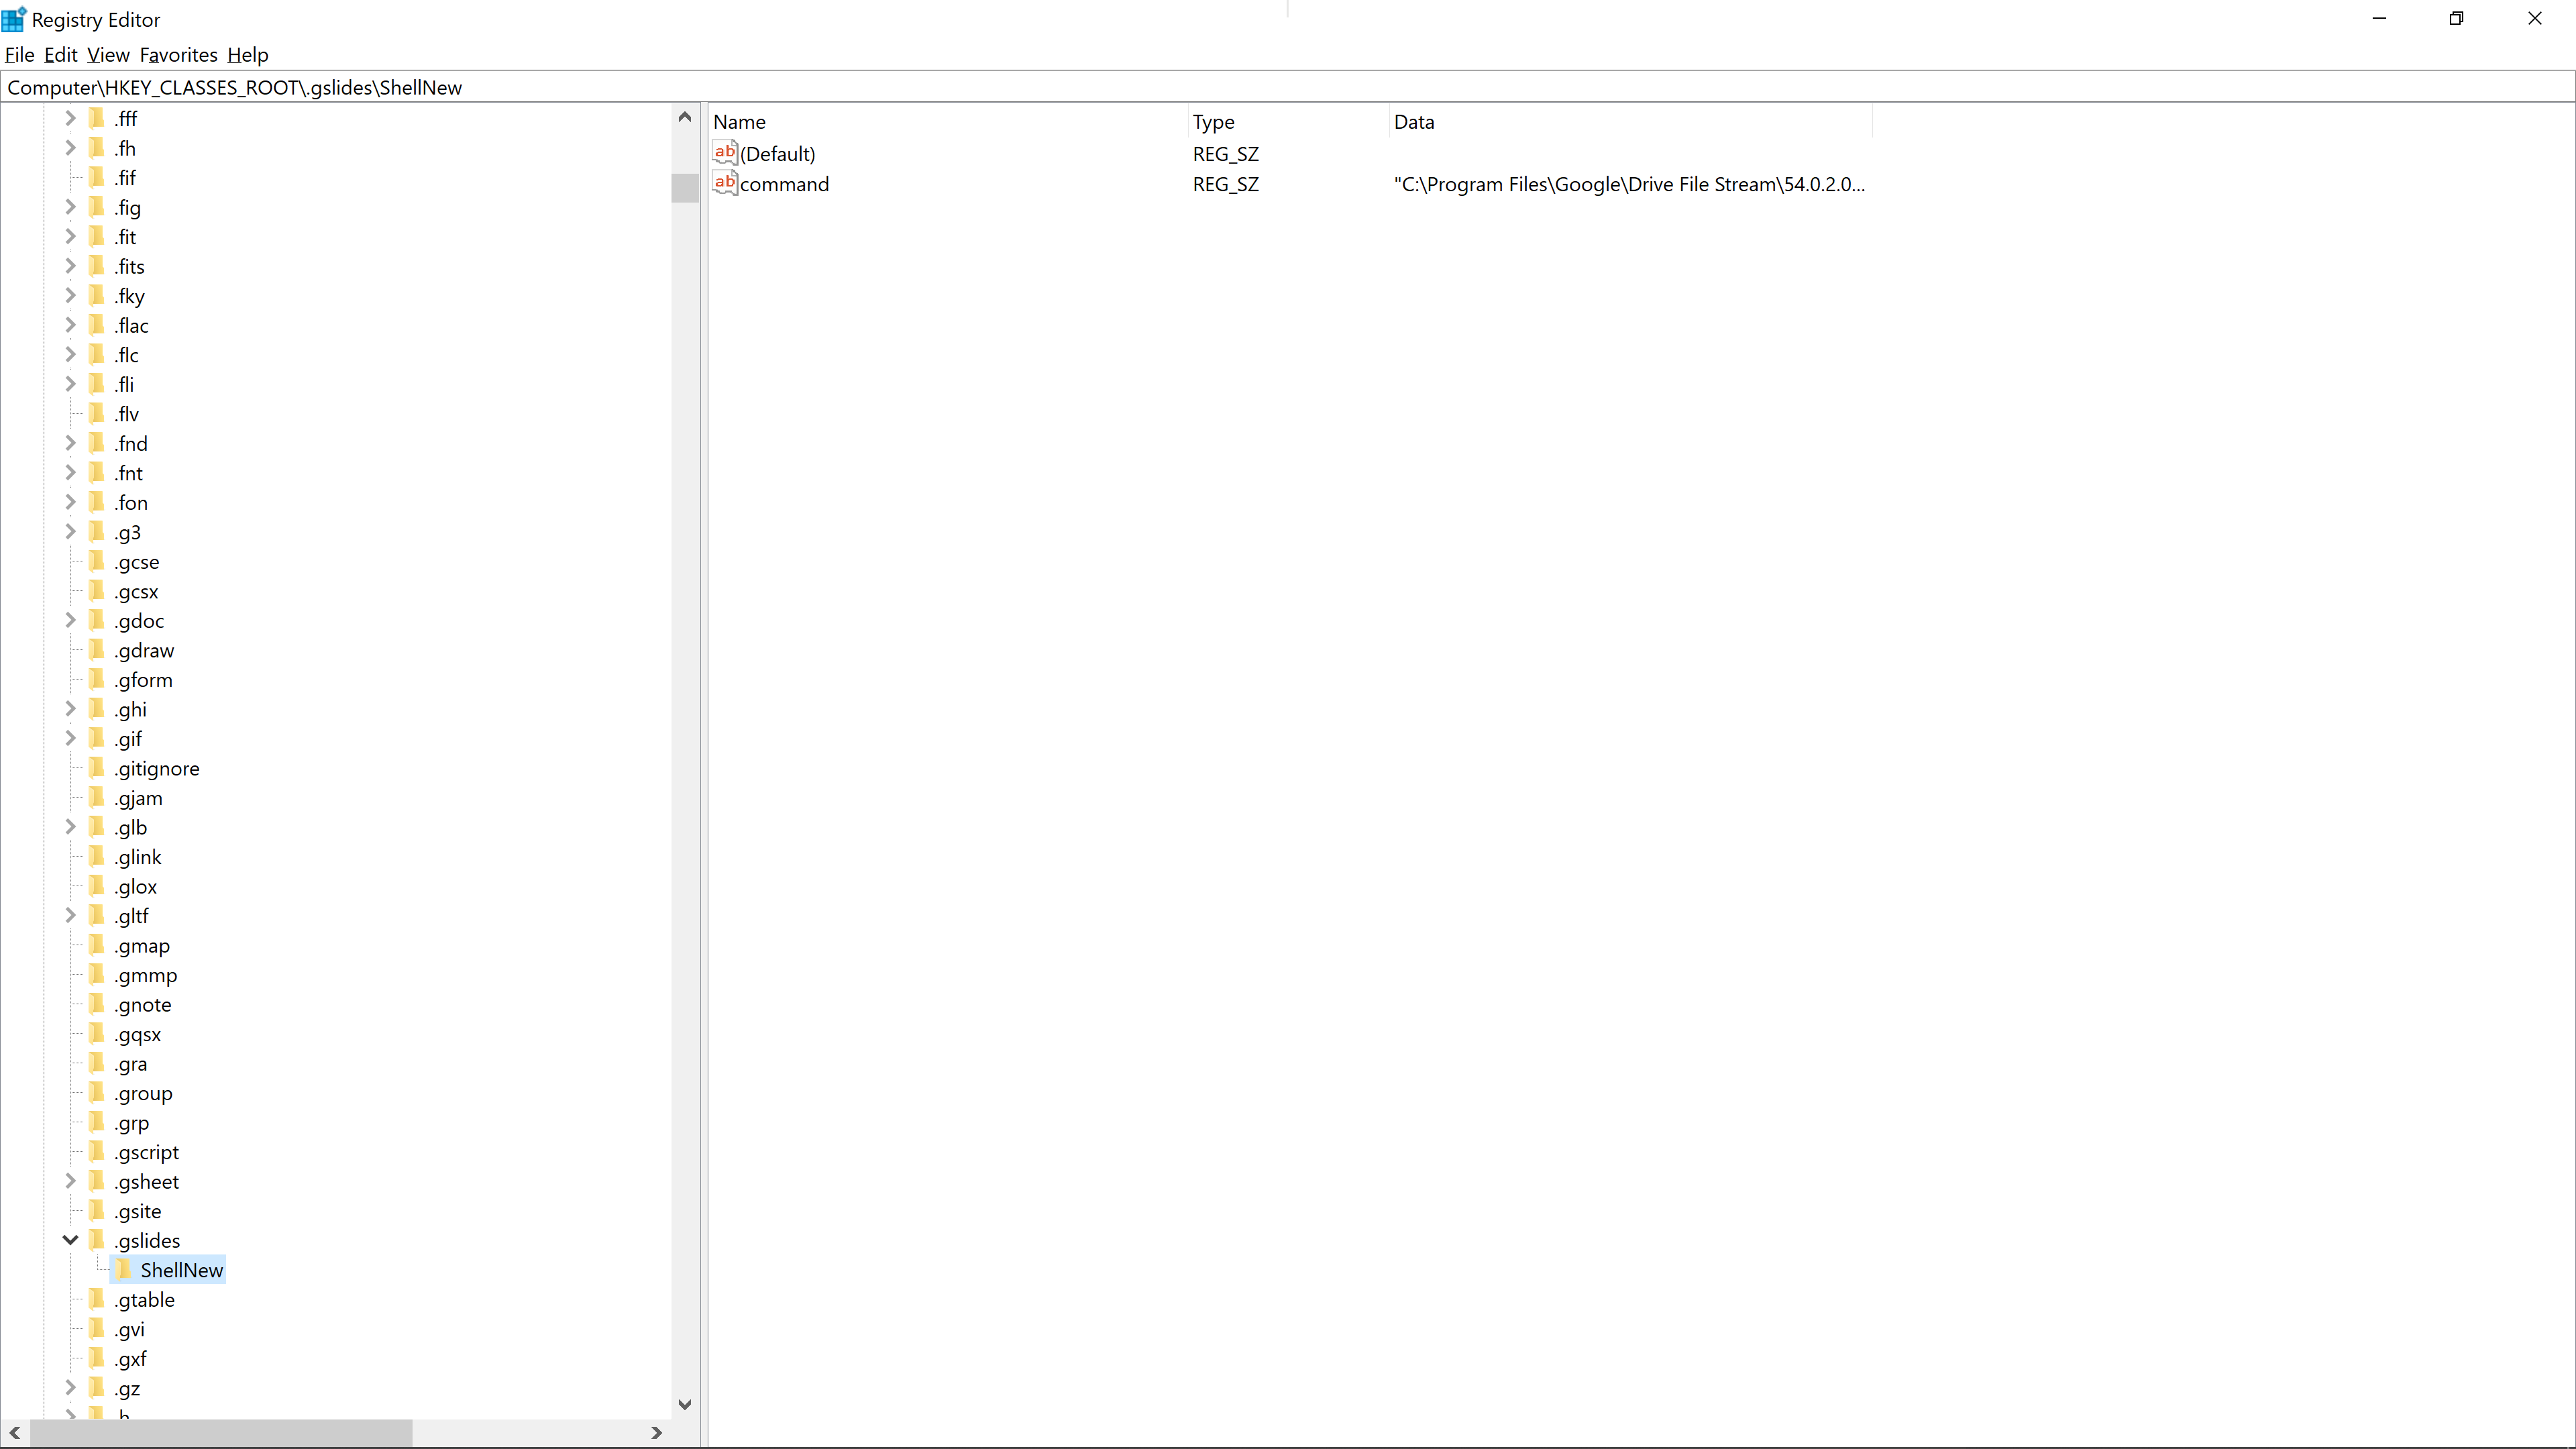 Registry Editor
File Edit View Favorites Help
Computer\HKEY_CLASSES_ROOT\.gslides\ShellNew
.fff
.fh
.fif
.fig
.fit
.fits
.fky
.flac
.flc
.fli
.flv
.fnd
.fnt
.fon
.g3
.gcse
.gcsx
.gdoc
.gdraw
.gform
.ghi
.gif
.gitignore
.gjam
.glb
.glink
.glox
.gltf
.gmap
.gmmp
.gnote
.gqsx
.gra
.group
.grp
.gscript
.gsheet
.gsite
.gslides
ShellNew
.gtable
.gvi
.gxf
.gz
Name Type Data
ab (Default) REG_SZ
ab command REG_SZ "C:\Program Files\Google\Drive File Stream\54.0.2.0...